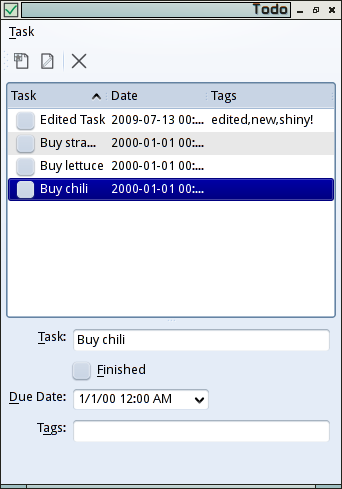 Todo
Task
Task Date Tags
Edited Task 2009-07-13 00:... edited,new,shiny!
Buy stra... 2000-01-01 00:...
Buy lettuce 2000-01-01 00:...
Buy chili 2000-01-01 00:...
Task: Buy chili
Finished
Due Date: 1/1/00 12:00 AM
Tags: